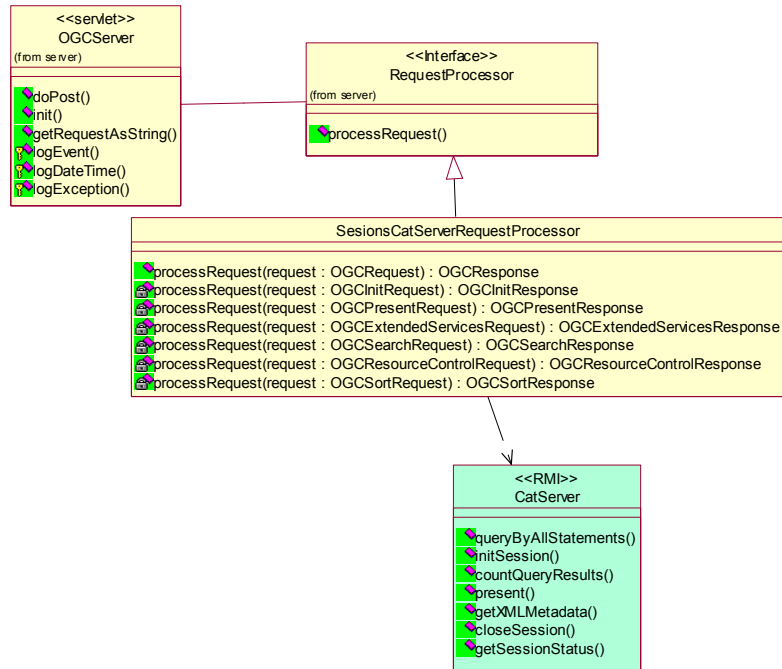 <<servlet>>
OGCServer
(from server)
doPost()
init()
getRequestAsString()
logEvent()
logDateTime()
logException()
<<Interface>>
RequestProcessor
(from server)
processRequest()
SesionsCatServerRequestProcessor
processRequest(request : OGCRequest) : OGCResponse
processRequest(request : OGCInitRequest) : OGCInitResponse
processRequest(request : OGCPresentRequest) : OGCPresentResponse
processRequest(request : OGCExtendedServicesRequest) : OGCExtendedServicesResponse
processRequest(request : OGCSearchRequest) : OGCSearchResponse
processRequest(request : OGCResourceControlRequest) : OGCResourceControlResponse
processRequest(request : OGCSortRequest) : OGCSortResponse
<<RMI>>
CatServer
queryByAllStatements()
initSession()
countQueryResults()
present()
getXMLMetadata()
closeSession()
getSessionStatus()